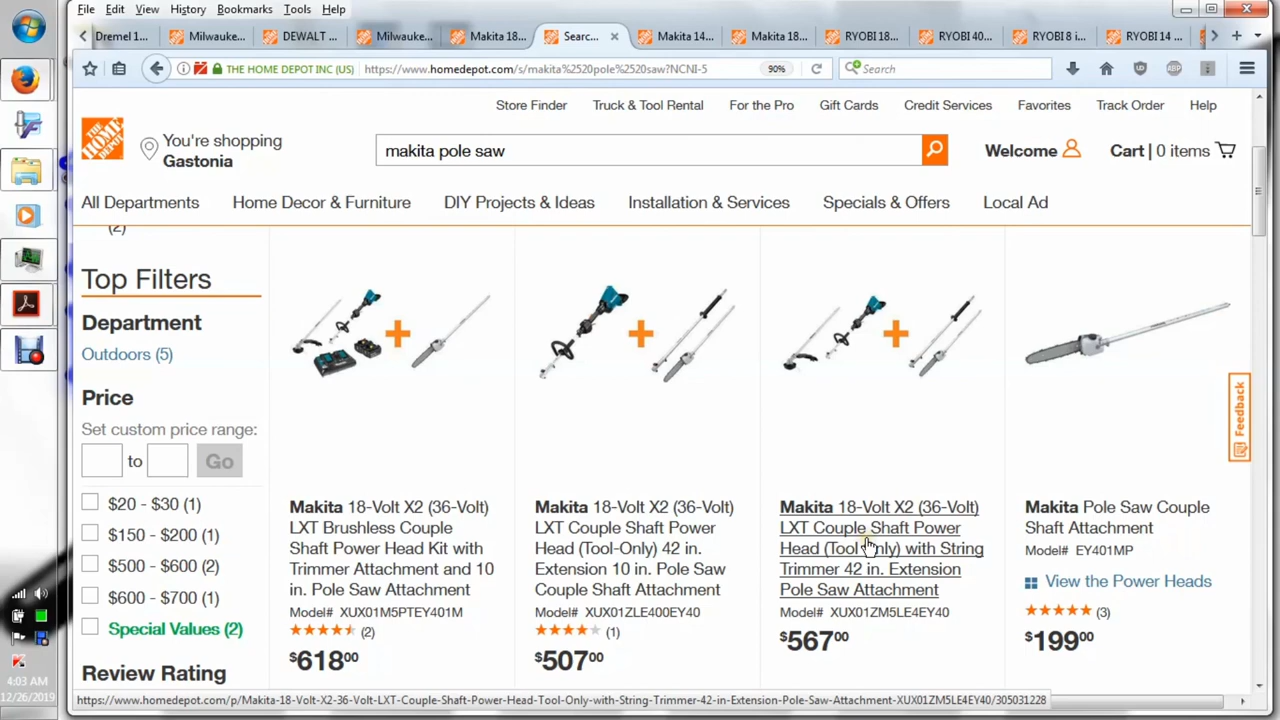 File Edit View History Bookmarks Tools Help
Dremel 1... Milwauke... DEWALT ... Milwauke... Makita 18... Searc... Makita 14... Makita 18... RYOBI 18... RYOBI 40... RYOBI 8 i... RYOBI 14 ...
THE HOME DEPOT INC (US) https://www.homedepot.com/s/makita%2520pole%2520saw?NCNI-5 90% Search
Store Finder Truck & Tool Rental For the Pro Gift Cards Credit Services Favorites Track Order Help
THE HOME DEPOT
You're shopping
Gastonia
makita pole saw
Welcome Cart | 0 items
All Departments Home Decor & Furniture DIY Projects & Ideas Installation & Services Specials & Offers Local Ad
(2)
Top Filters
Department
Outdoors (5)
Price
Set custom price range:
to Go
$20 - $30 (1)
$150 - $200 (1)
$500 - $600 (2)
$600 - $700 (1)
Special Values (2)
Review Rating
Makita 18-Volt X2 (36-Volt)
LXT Brushless Couple
Shaft Power Head Kit with
Trimmer Attachment and 10
in. Pole Saw Attachment
Model# XUX01M5PTEY401M
(2)
$61800
Makita 18-Volt X2 (36-Volt)
LXT Couple Shaft Power
Head (Tool-Only) 42 in.
Extension 10 in. Pole Saw
Couple Shaft Attachment
Model# XUX01ZLE400EY40
(1)
$50700
Makita 18-Volt X2 (36-Volt)
LXT Couple Shaft Power
Head (Tool Only) with String
Trimmer 42 in. Extension
Pole Saw Attachment
Model# XUX01ZM5LE4EY40
$56700
Makita Pole Saw Couple
Shaft Attachment
Model# EY401MP
View the Power Heads
(3)
$19900
Feedback
https://www.homedepot.com/p/Makita-18-Volt-X2-36-Volt-LXT-Couple-Shaft-Power-Head-Tool-Only-with-String-Trimmer-42-in-Extension-Pole-Saw-Attachment-XUX01ZM5LE4EY40/305031228
4:03 AM
12/26/2019